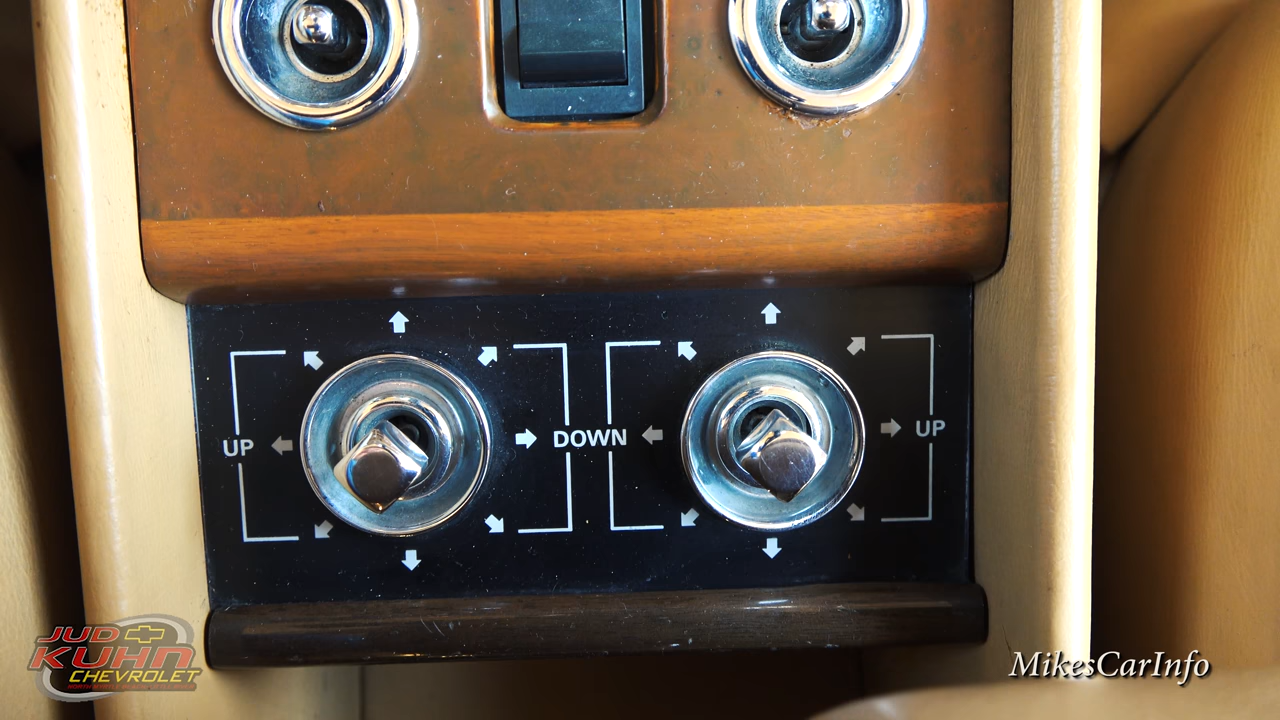 UP DOWN UP
JUD
KUHN
CHEVROLET
MikesCarInfo